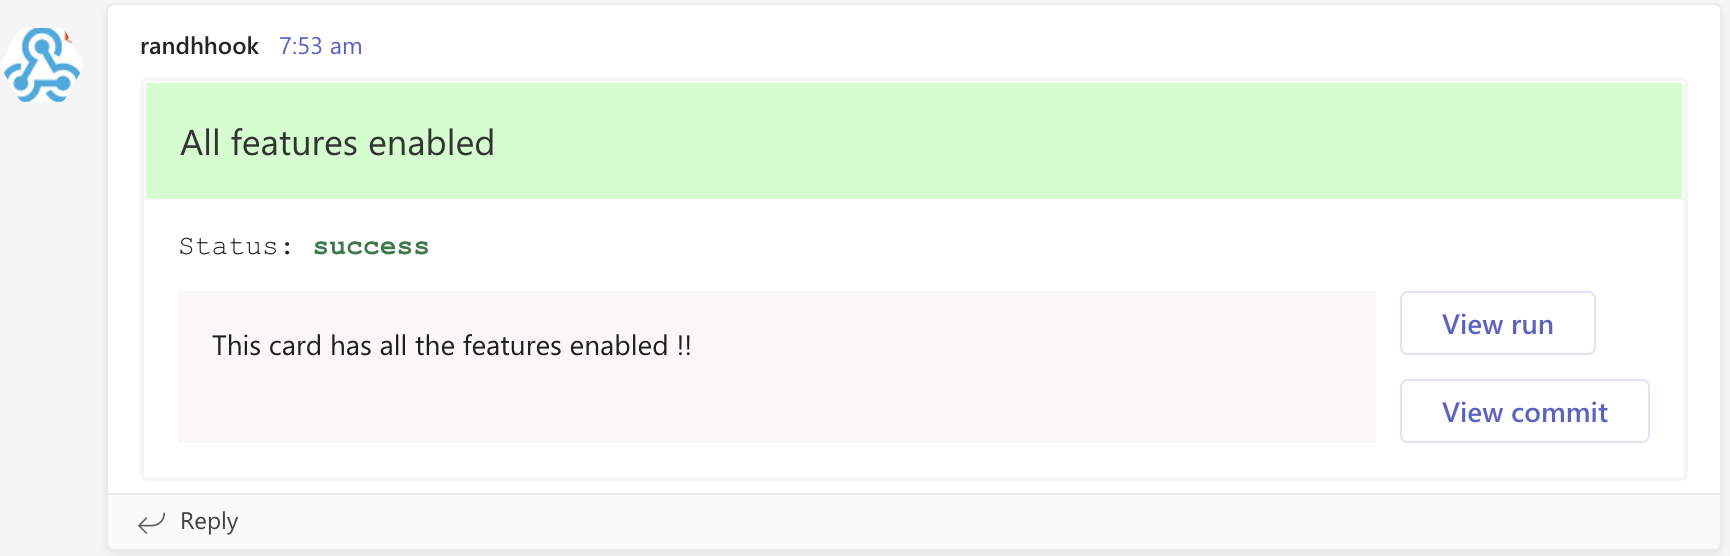 randhhook 7:53 am
All features enabled
Status: success
This card has all the features enabled !!
View run
View commit
Reply